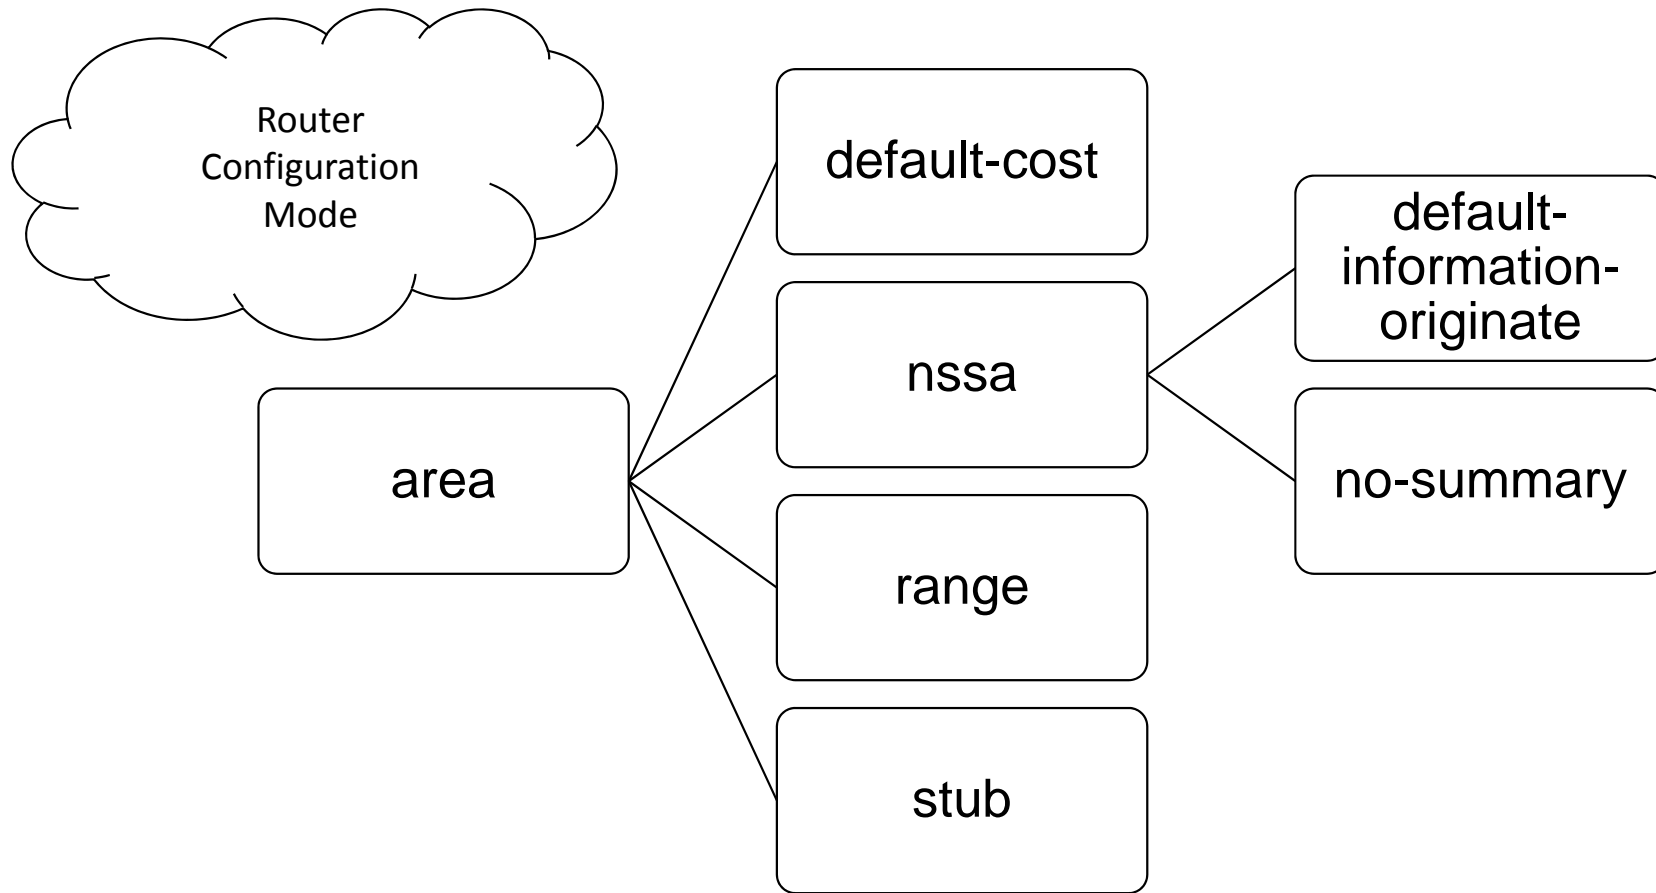 Router
Configuration
Mode
area
default-cost
nssa
range
stub
default-
information-
originate
no-summary